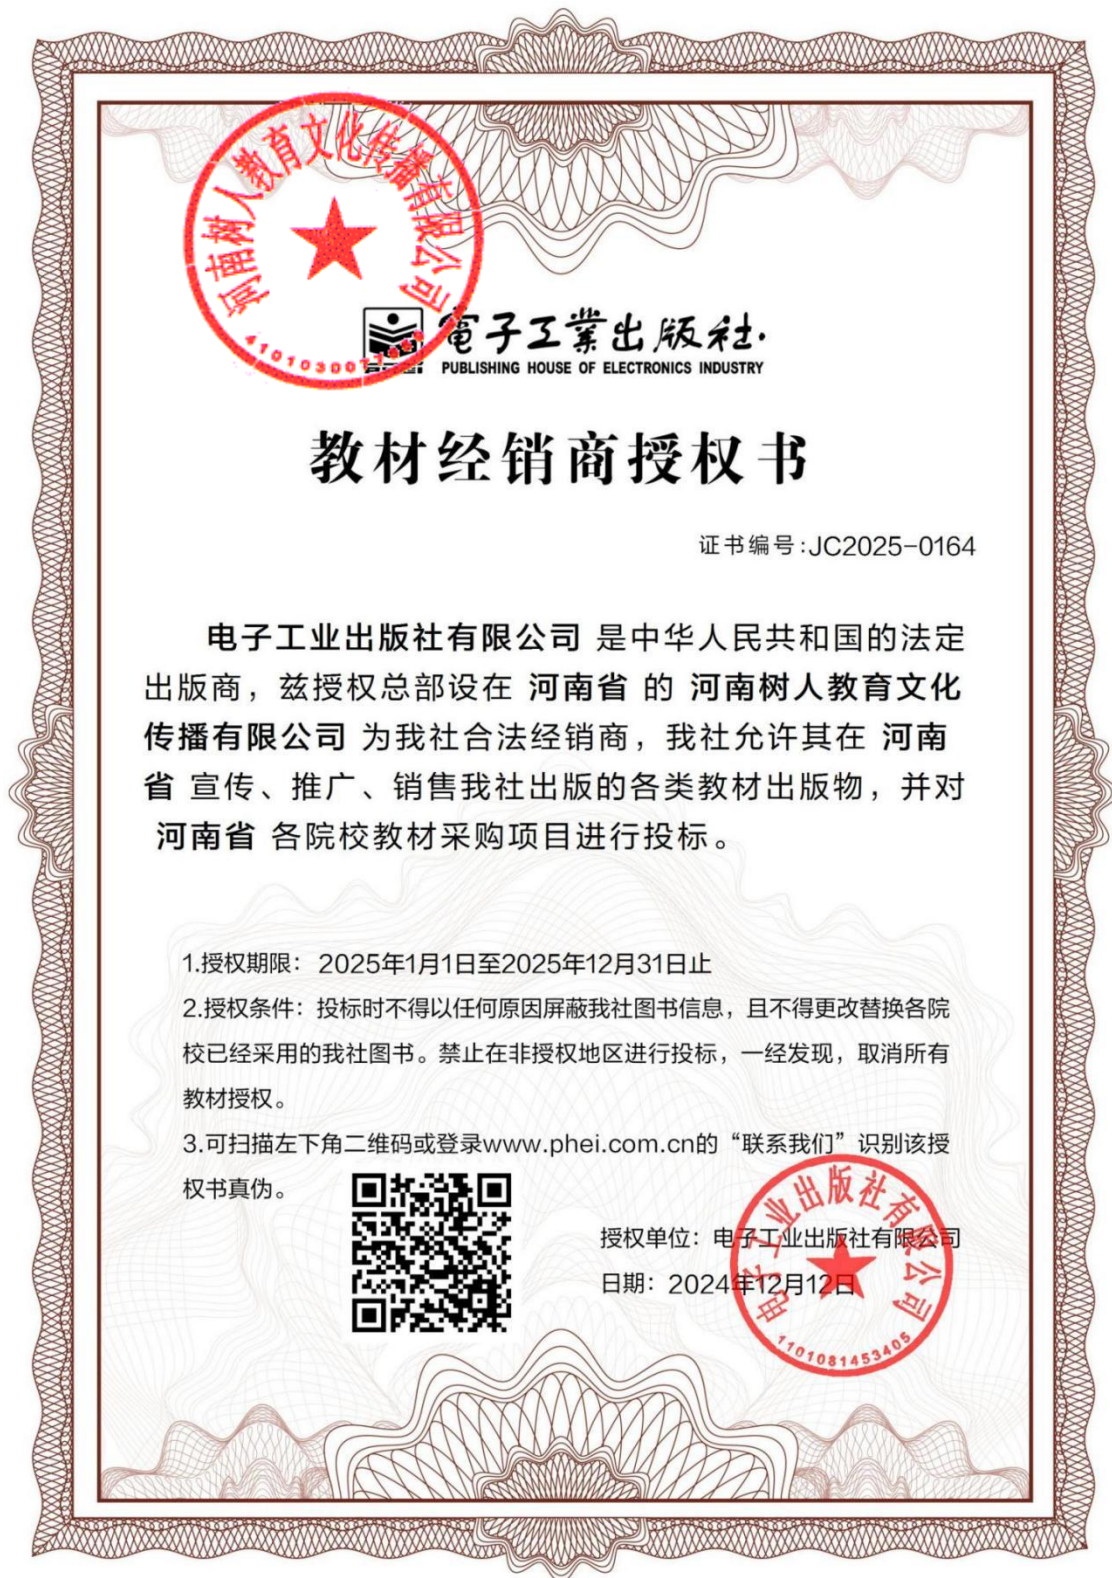 河南树人教育文化传播有限公司
電子工業出版社.
PUBLISHING HOUSE OF ELECTRONICS INDUSTRY
教材经销商授权书
证书编号:JC2025-0164
电子工业出版社有限公司 是中华人民共和国的法定
出版商，兹授权总部设在 河南省 的 河南树人教育文化
传播有限公司 为我社合法经销商，我社允许其在 河南
省 宣传、推广、销售我社出版的各类教材出版物，并对
河南省 各院校教材采购项目进行投标。
1.授权期限： 2025年1月1日至2025年12月31日止
2.授权条件：投标时不得以任何原因屏蔽我社图书信息，且不得更改替换各院
校已经采用的我社图书。禁止在非授权地区进行投标，一经发现，取消所有
教材授权。
3.可扫描左下角二维码或登录www.phei.com.cn的“联系我们”识别该授
权书真伪。
授权单位：电子工业出版社有限公司
日期：2024年12月12日
电子工业出版社有限公司
1101081453405